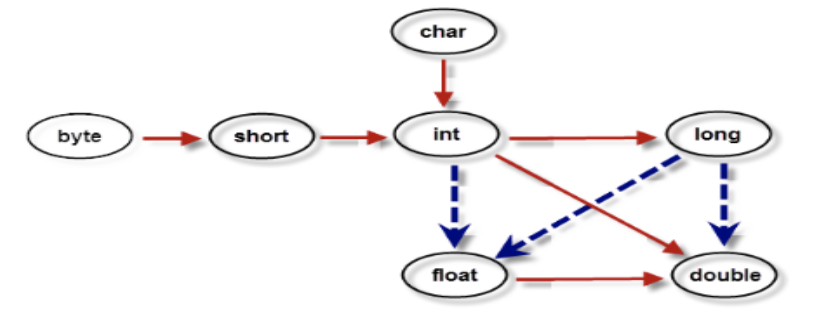 char
byte
short
int
long
float
double